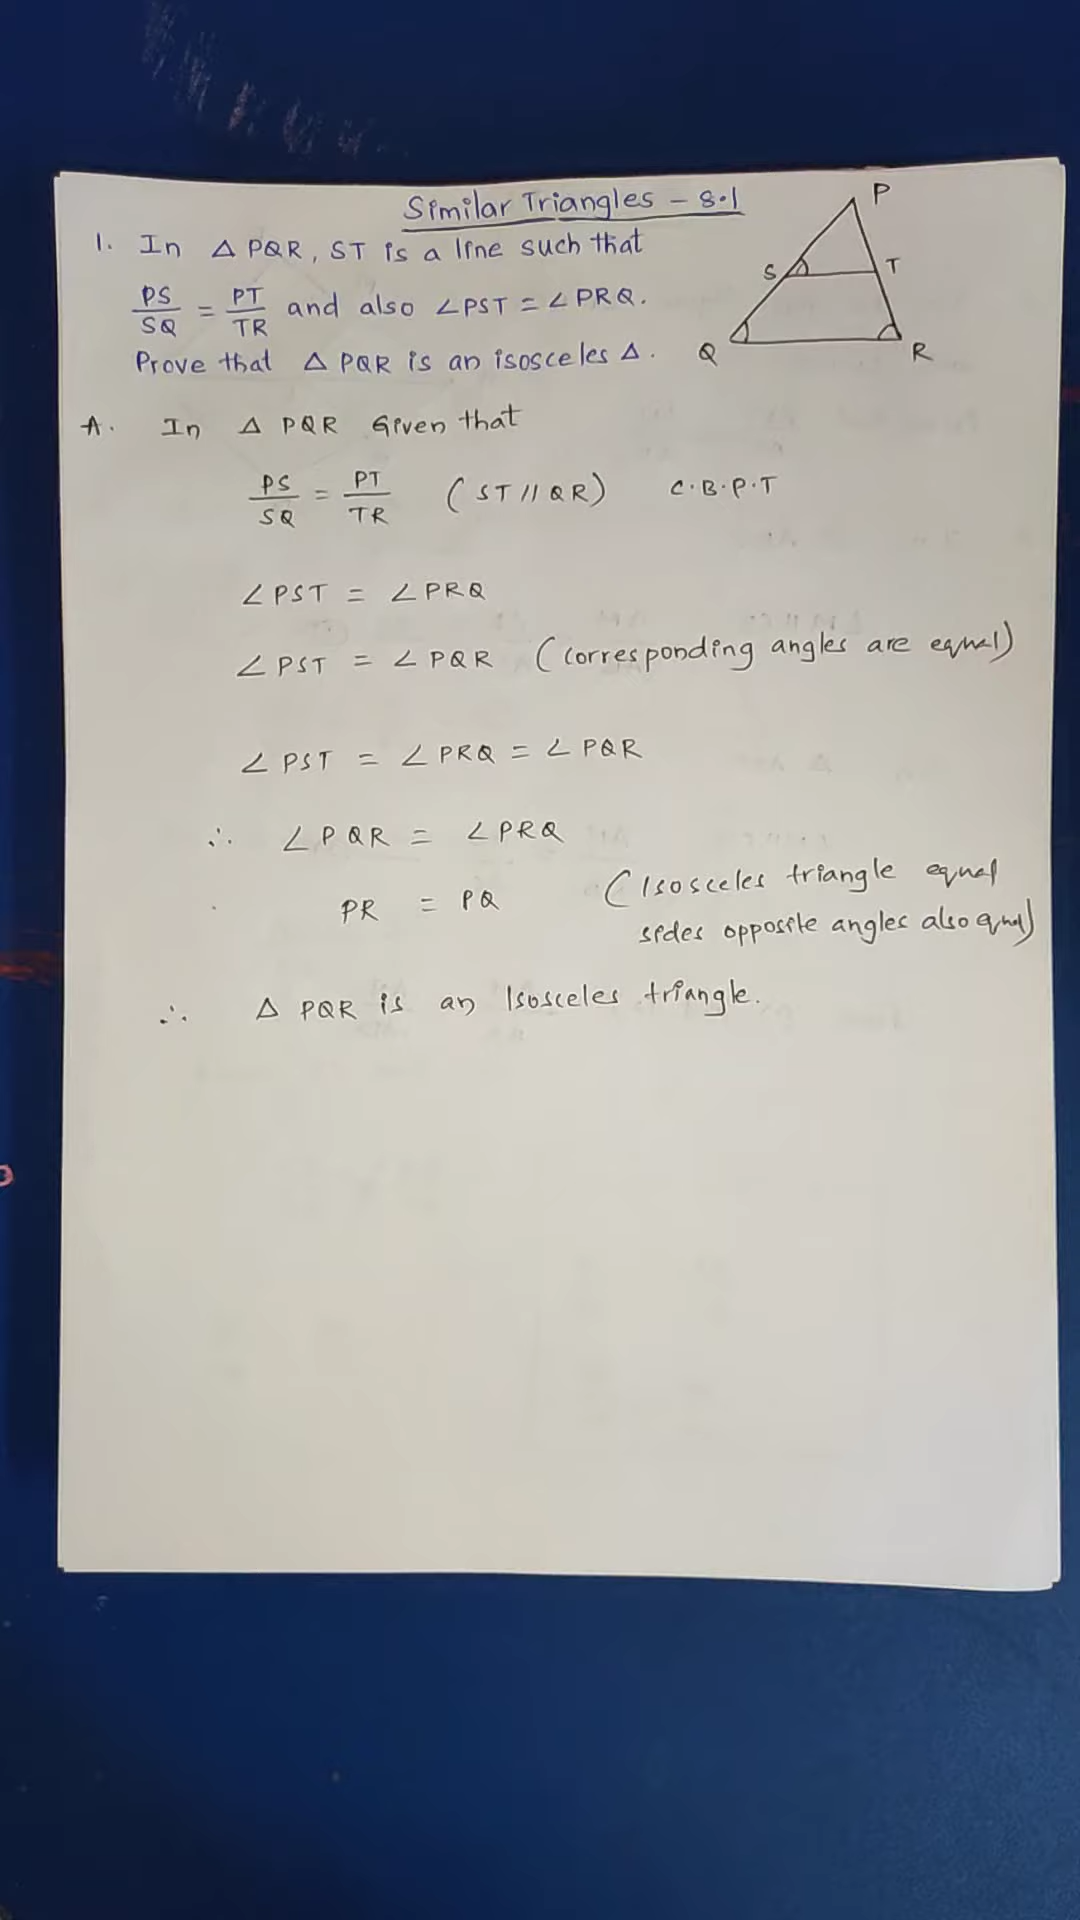 Similar Triangles - 8.1
1. In Δ PQR, ST is a line such that
PS/SQ = PT/TR and also ∠PST = ∠PRQ.
Prove that Δ PQR is an isosceles Δ.
P
S
T
Q
R
A. In Δ PQR Given that
PS/SQ = PT/TR (ST // QR) C.B.P.T
∠PST = ∠PRQ
∠PST = ∠PQR (corresponding angles are equal)
∠PST = ∠PRQ = ∠PQR
∴ ∠PQR = ∠PRQ
PR = PQ (Isosceles triangle equal
sides opposite angles also equal)
∴ Δ PQR is an Isosceles triangle.